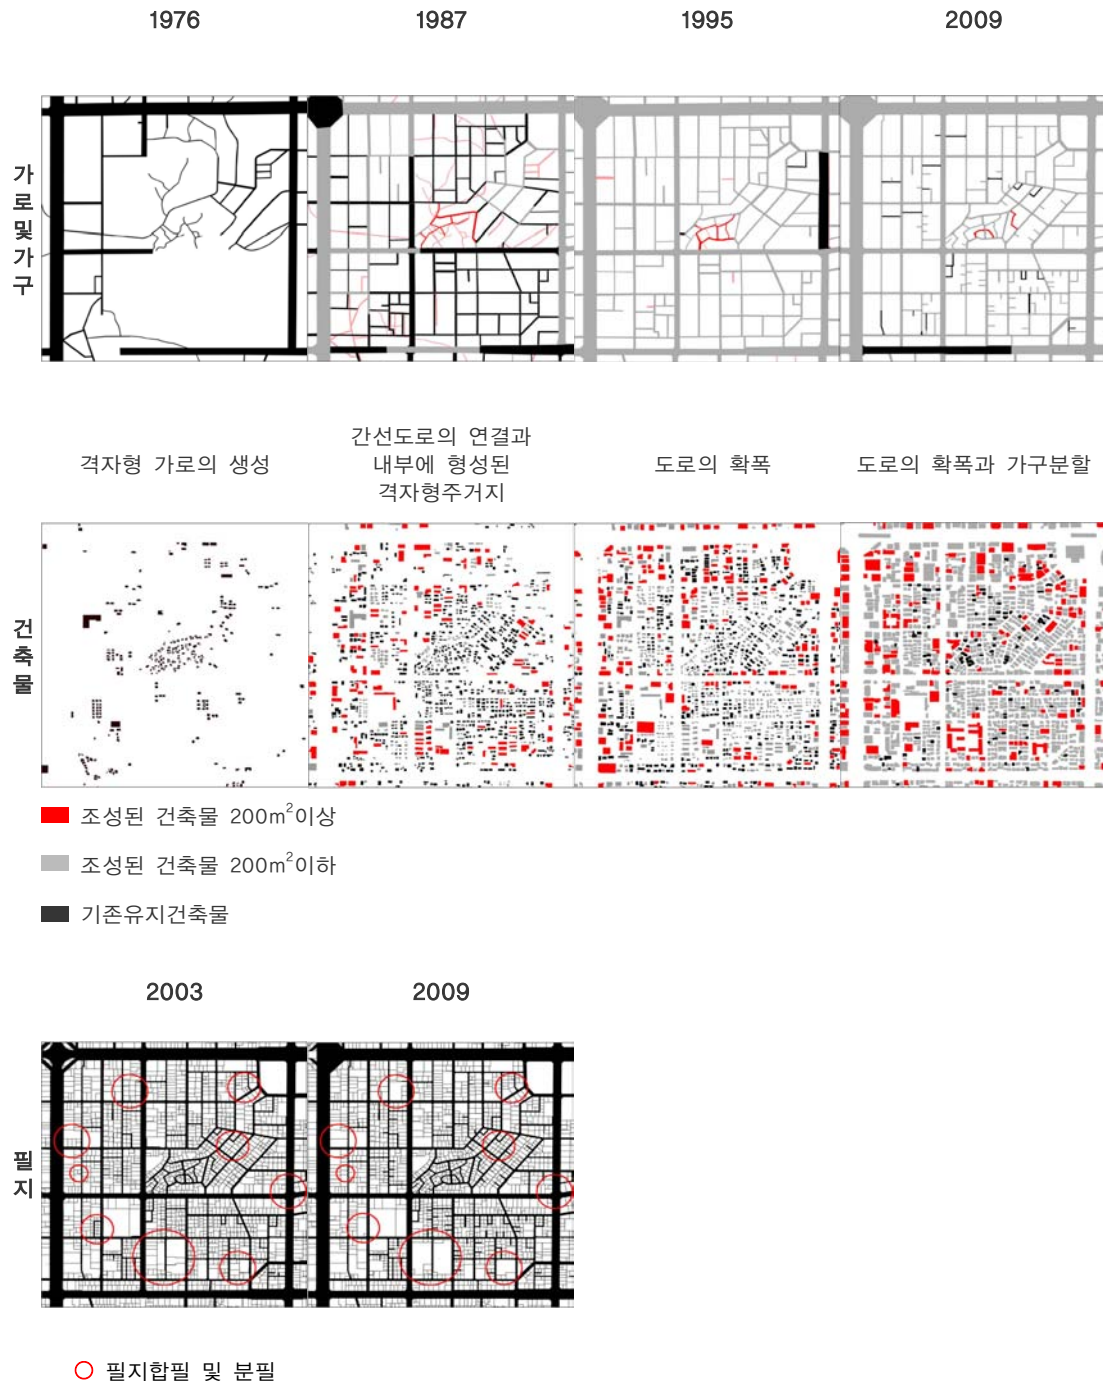 1976 1987 1995 2009
가로및가구
격자형 가로의 생성
간선도로의 연결과
내부에 형성된
격자형주거지
도로의 확폭
도로의 확폭과 가구분할
건축물
조성된 건축물 200m²이상
조성된 건축물 200m²이하
기존유지건축물
2003 2009
필지
필지합필 및 분필